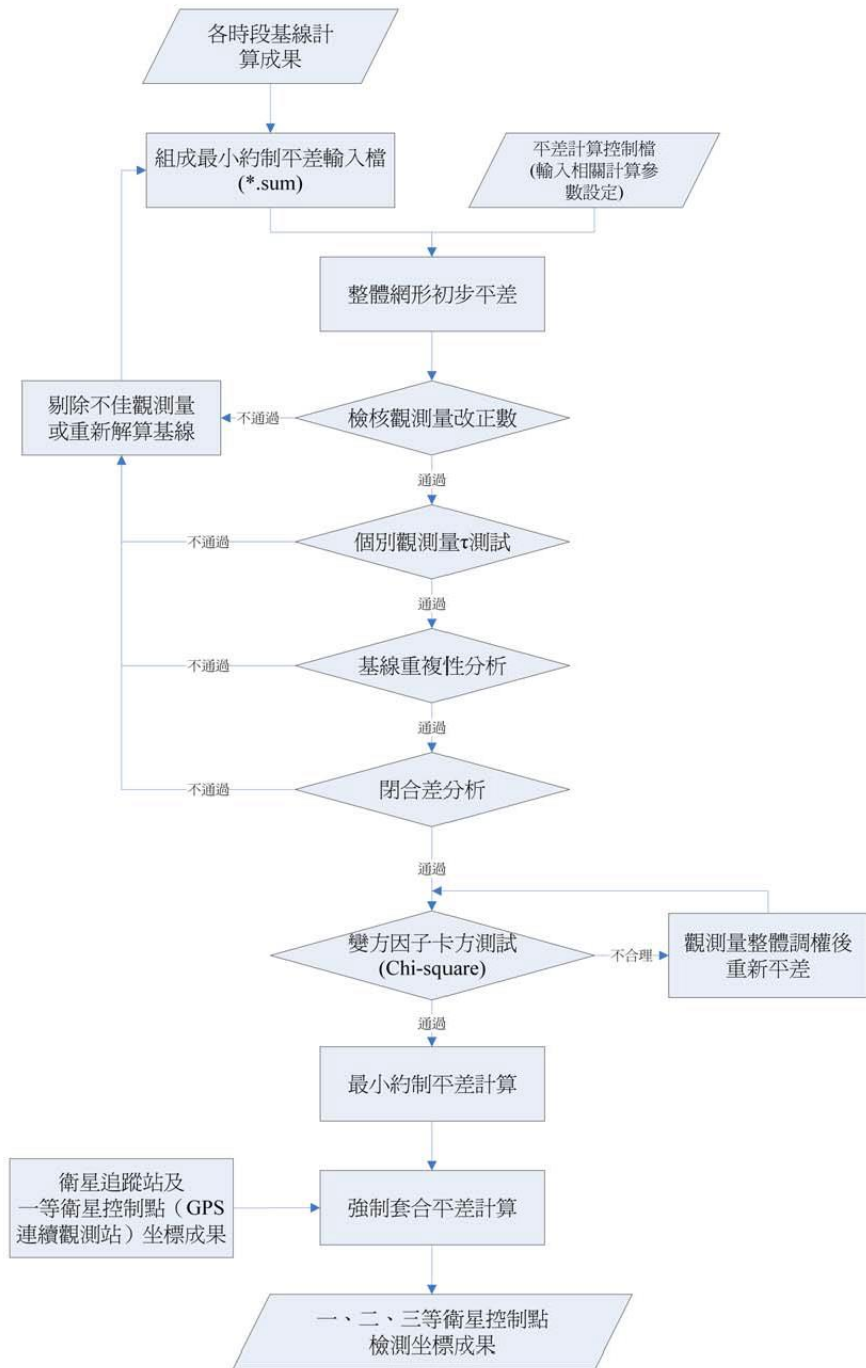 各時段基線計
算成果
組成最小約制平差輸入檔
(*.sum)
平差計算控制檔
(輸入相關計算參
數設定)
整體網形初步平差
剔除不佳觀測量
或重新解算基線
不通過
檢核觀測量改正數
通過
不通過
個別觀測量τ測試
通過
不通過
基線重複性分析
通過
不通過
閉合差分析
通過
變方因子卡方測試
(Chi-square)
不合理
觀測量整體調權後
重新平差
通過
最小約制平差計算
衛星追蹤站及
一等衛星控制點（GPS
連續觀測站）坐標成果
強制套合平差計算
一、二、三等衛星控制點
檢測坐標成果